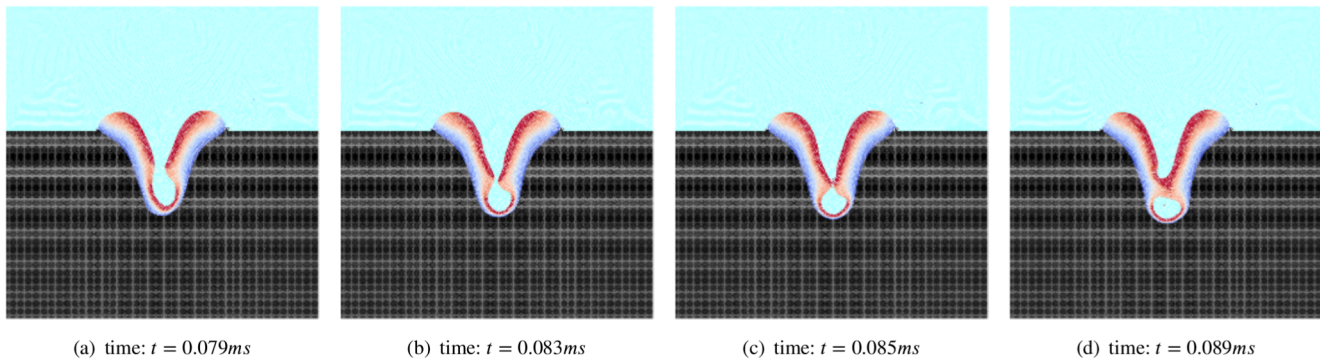 (a) time: t = 0.079ms
(b) time: t = 0.083ms
(c) time: t = 0.085ms
(d) time: t = 0.089ms